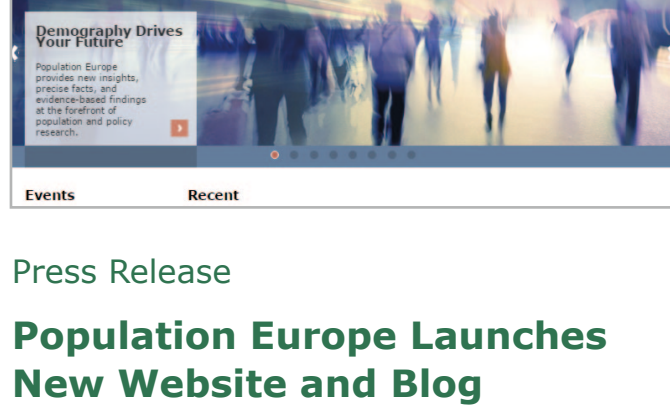 Demography Drives
Your Future
Population Europe
provides new insights,
precise facts, and
evidence-based findings
at the forefront of
population and policy
research.
Events Recent
Press Release
Population Europe Launches
New Website and Blog